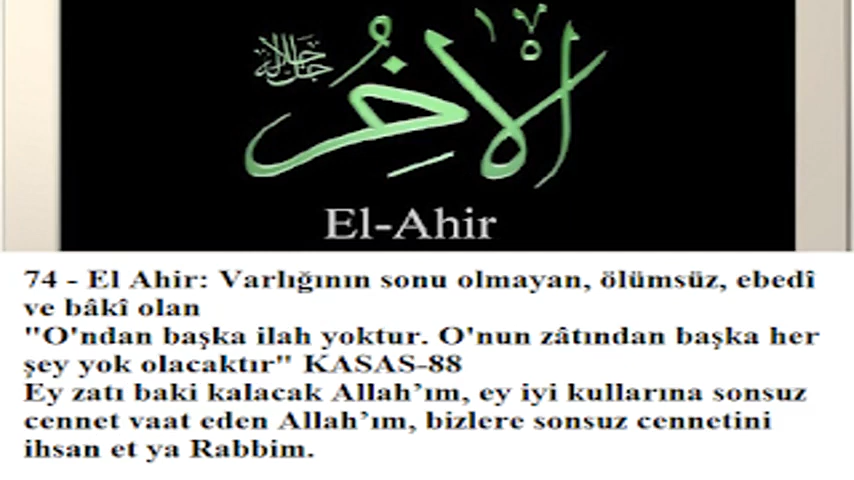 الآخِرُ
جل جلاله
El-Ahir
74 - El Ahir: Varlığının sonu olmayan, ölümsüz, ebedî
ve bâkî olan
"O'ndan başka ilah yoktur. O'nun zâtından başka her
şey yok olacaktır" KASAS-88
Ey zatı baki kalacak Allah’ım, ey iyi kullarına sonsuz
cennet vaat eden Allah’ım, bizlere sonsuz cennetini
ihsan et ya Rabbim.